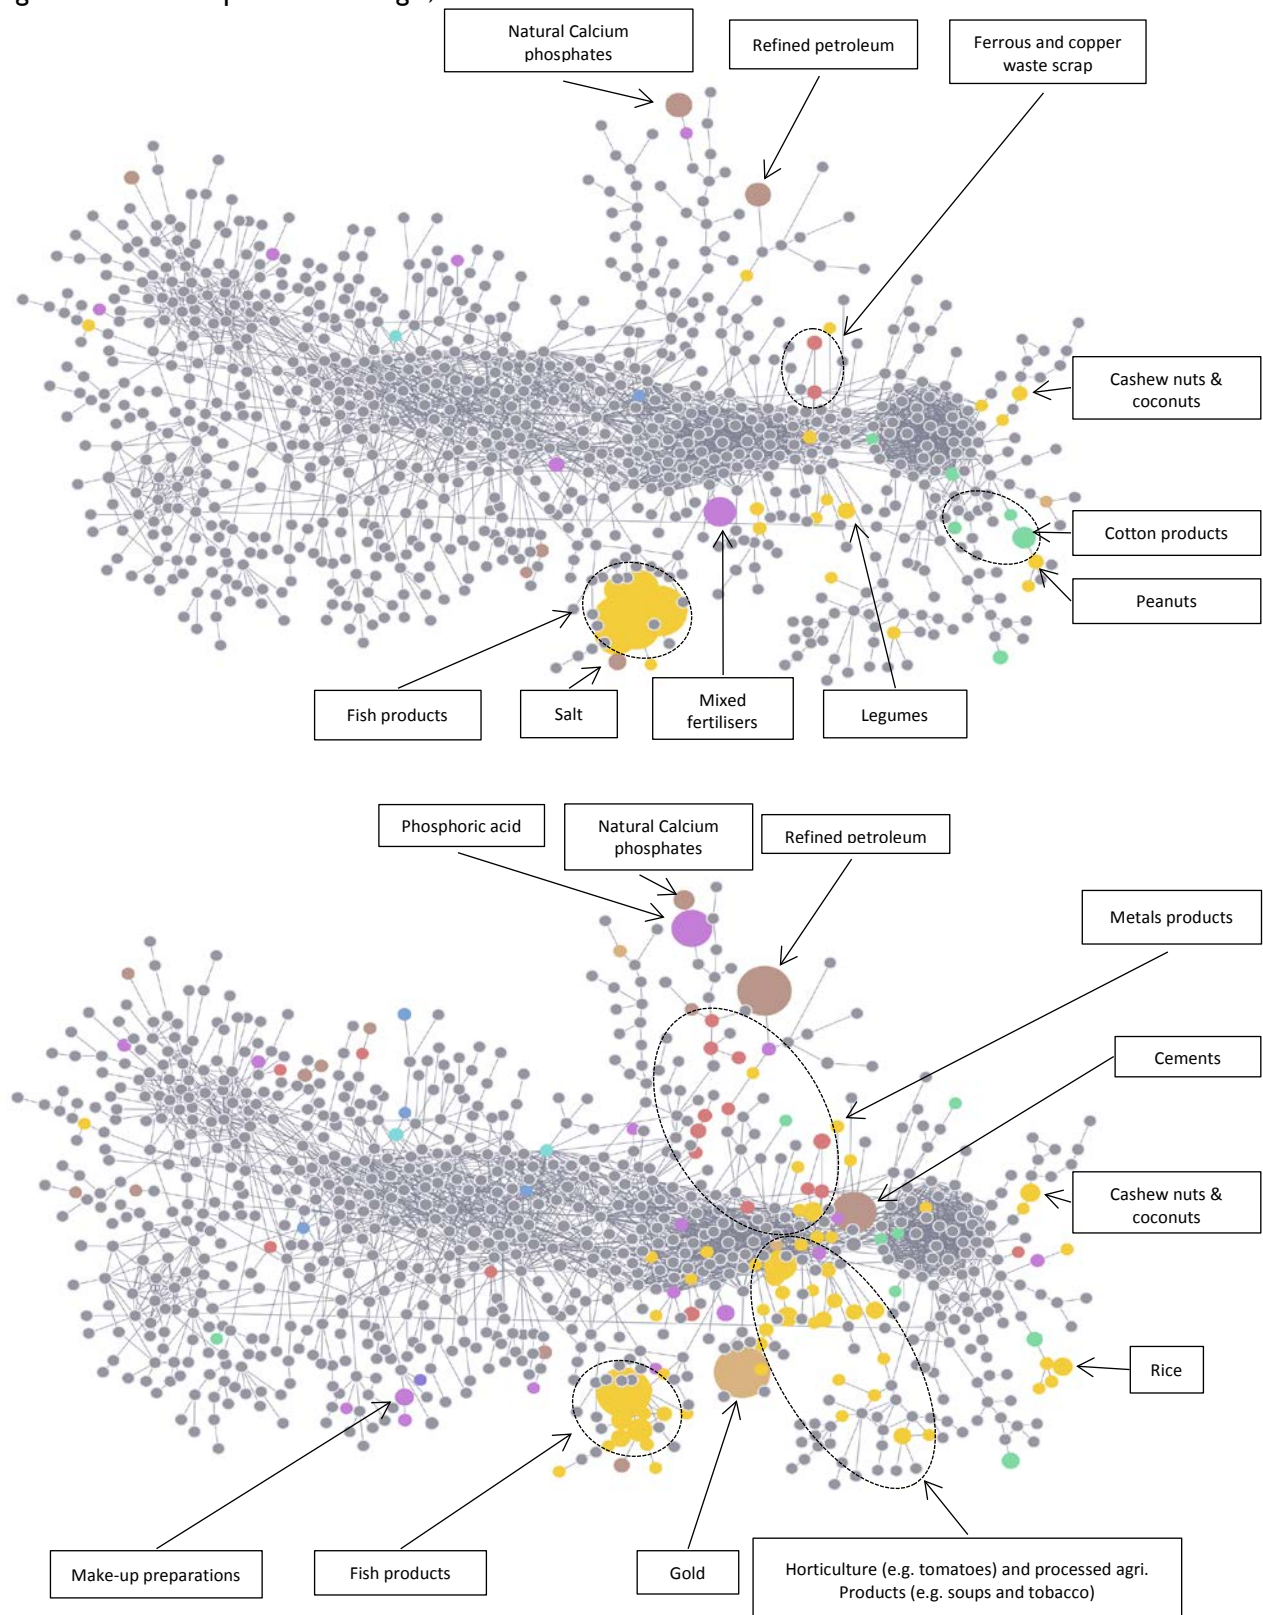 Natural Calcium
phosphates
Refined petroleum
Ferrous and copper
waste scrap
Cashew nuts &
coconuts
Cotton products
Peanuts
Fish products
Salt
Mixed
fertilisers
Legumes
Phosphoric acid
Natural Calcium
phosphates
Refined petroleum
Metals products
Cements
Cashew nuts &
coconuts
Rice
Make-up preparations
Fish products
Gold
Horticulture (e.g. tomatoes) and processed agri.
Products (e.g. soups and tobacco)